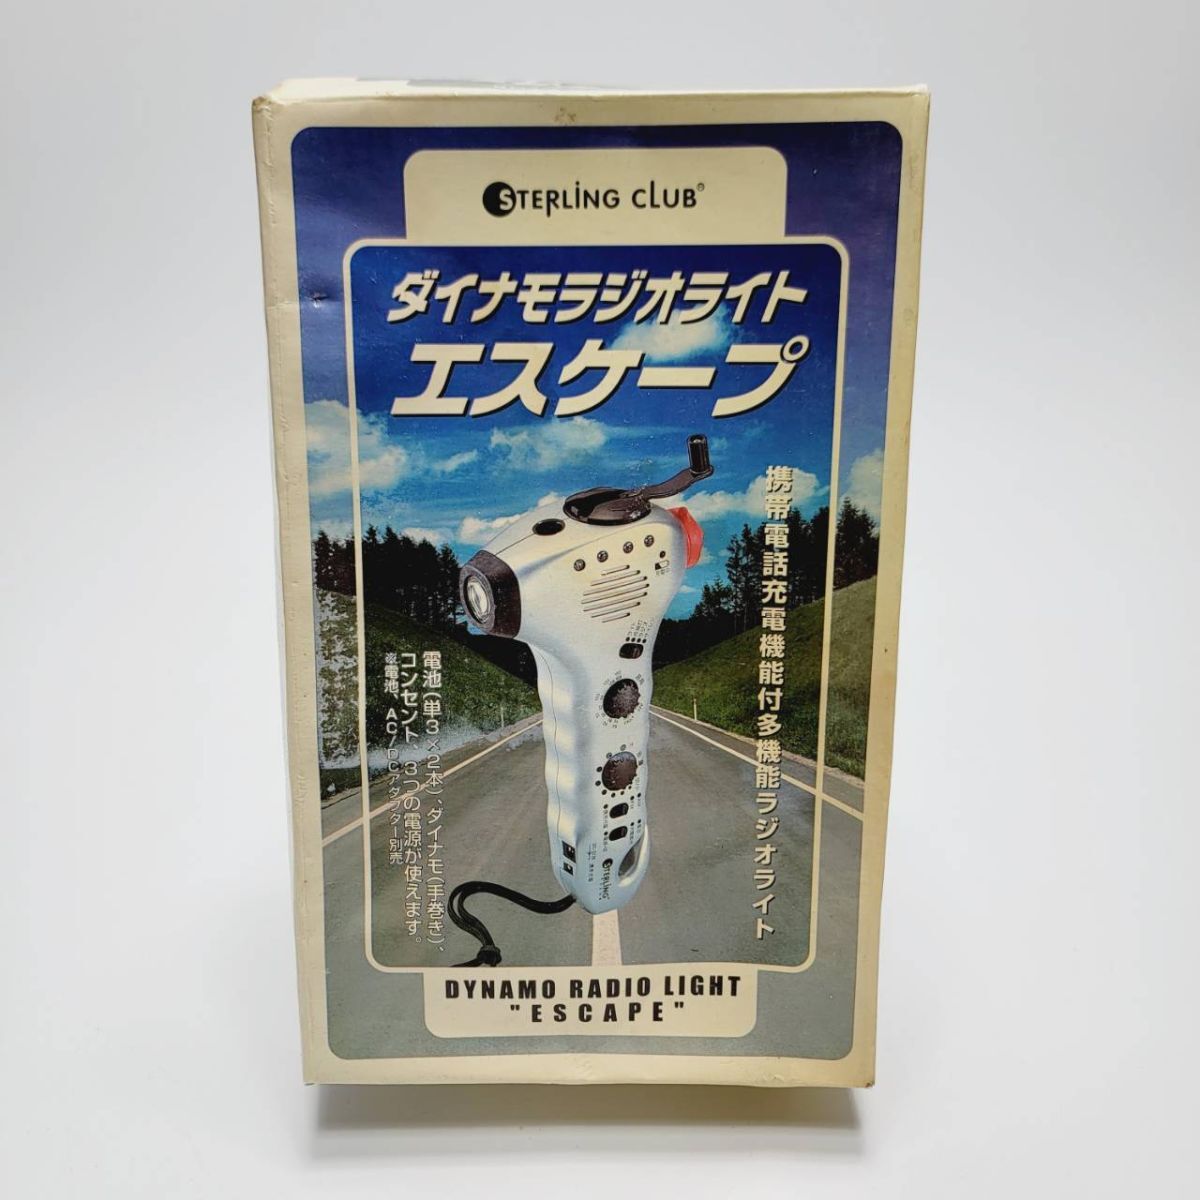 STERLING CLUB®
ダイナモラジオライト
エスケープ
携帯電話充電機能付多機能ラジオライト
電池(単3×2本)、ダイナモ(手巻き)、
コンセント、3つの電源が使えます。
※電池、AC/DCアダプター別売
STERLING
DYNAMO RADIO LIGHT
"ESCAPE"